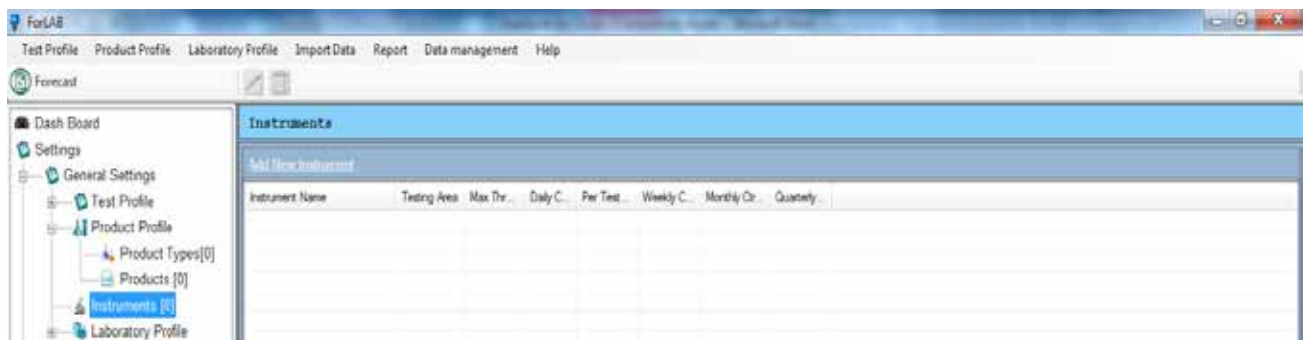 ForLAB
Test Profile Product Profile Laboratory Profile Import Data Report Data management Help
Forecast
Dash Board
Settings
General Settings
Test Profile
Product Profile
Product Types[0]
Products [0]
Instruments [0]
Laboratory Profile
Instruments
Add New Instrument
Instrument Name Testing Area Max Thr... Daily C... Per Test... Weekly C... Monthly Ctr... Quarterly...